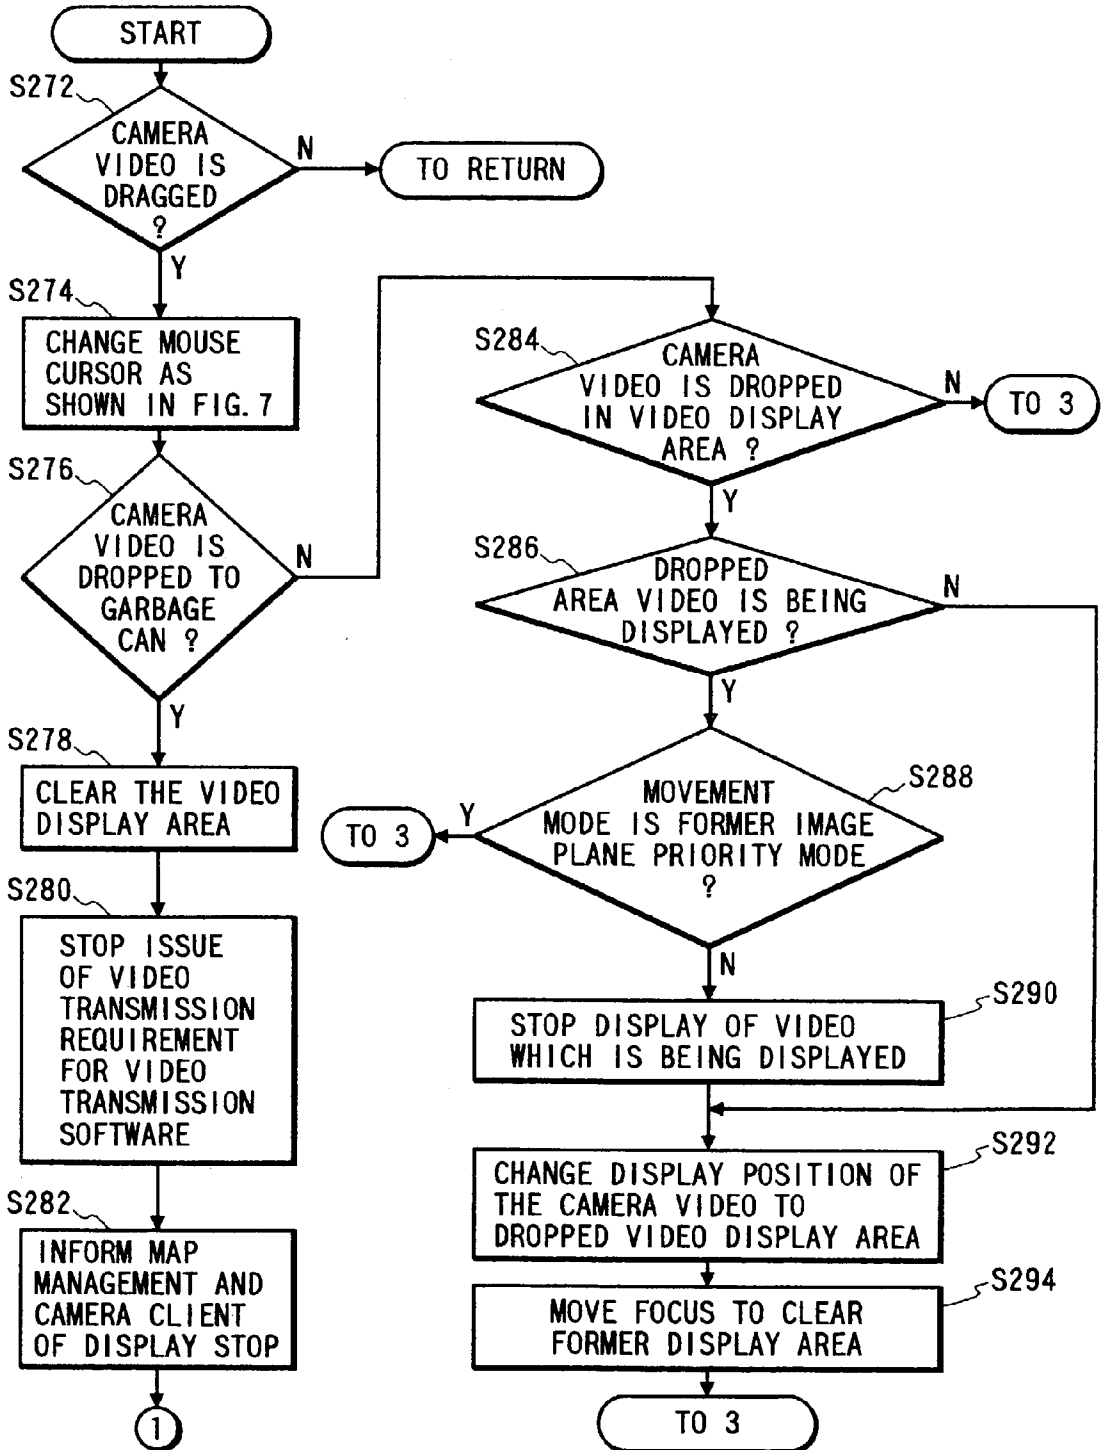 START
S272
CAMERA
VIDEO IS
DRAGGED
?
N
TO RETURN
Y
S274
CHANGE MOUSE
CURSOR AS
SHOWN IN FIG. 7
S276
CAMERA
VIDEO IS
DROPPED TO
GARBAGE
CAN ?
N
Y
S278
CLEAR THE VIDEO
DISPLAY AREA
S280
STOP ISSUE
OF VIDEO
TRANSMISSION
REQUIREMENT
FOR VIDEO
TRANSMISSION
SOFTWARE
S282
INFORM MAP
MANAGEMENT AND
CAMERA CLIENT
OF DISPLAY STOP
1
S284
CAMERA
VIDEO IS DROPPED
IN VIDEO DISPLAY
AREA ?
N
TO 3
Y
S286
DROPPED
AREA VIDEO IS BEING
DISPLAYED ?
N
Y
S288
MOVEMENT
MODE IS FORMER IMAGE
PLANE PRIORITY MODE
?
Y
TO 3
N
S290
STOP DISPLAY OF VIDEO
WHICH IS BEING DISPLAYED
S292
CHANGE DISPLAY POSITION OF
THE CAMERA VIDEO TO
DROPPED VIDEO DISPLAY AREA
S294
MOVE FOCUS TO CLEAR
FORMER DISPLAY AREA
TO 3